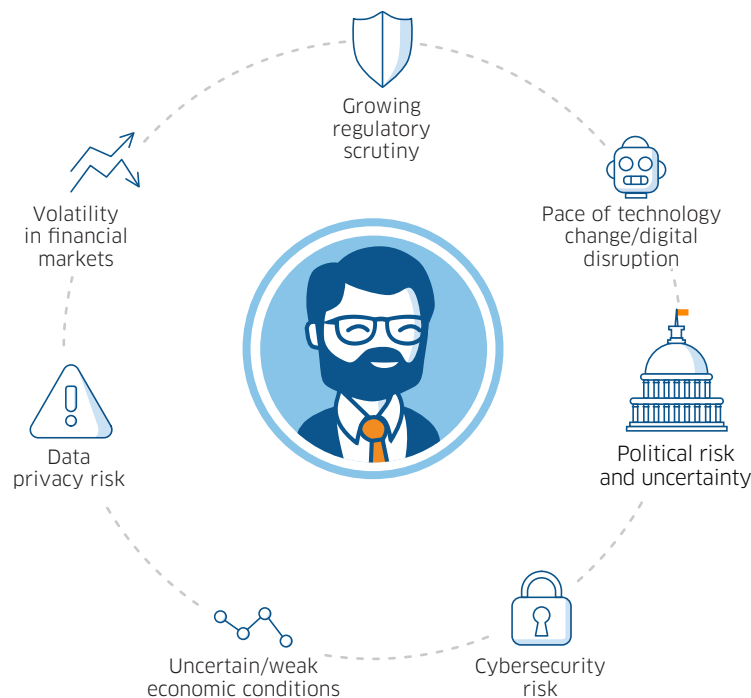 Growing
regulatory
scrutiny
Pace of technology
change/digital
disruption
Political risk
and uncertainty
Cybersecurity
risk
Uncertain/weak
economic conditions
Data
privacy risk
Volatility
in financial
markets